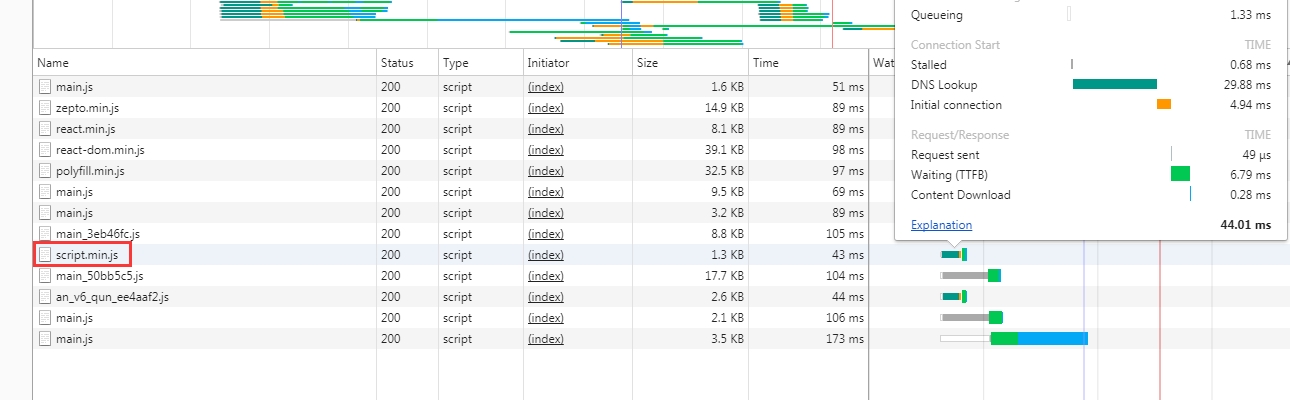 Queueing 1.33 ms
Connection Start TIME
Stalled 0.68 ms
DNS Lookup 29.88 ms
Initial connection 4.94 ms
Request/Response TIME
Request sent 49 µs
Waiting (TTFB) 6.79 ms
Content Download 0.28 ms
Explanation 44.01 ms
Name Status Type Initiator Size Time Wat
main.js 200 script (index) 1.6 KB 51 ms
zepto.min.js 200 script (index) 14.9 KB 89 ms
react.min.js 200 script (index) 8.1 KB 89 ms
react-dom.min.js 200 script (index) 39.1 KB 98 ms
polyfill.min.js 200 script (index) 32.5 KB 97 ms
main.js 200 script (index) 9.5 KB 69 ms
main.js 200 script (index) 3.2 KB 89 ms
main_3eb46fc.js 200 script (index) 8.8 KB 105 ms
script.min.js 200 script (index) 1.3 KB 43 ms
main_50bb5c5.js 200 script (index) 17.7 KB 104 ms
an_v6_qun_ee4aaf2.js 200 script (index) 2.6 KB 44 ms
main.js 200 script (index) 2.1 KB 106 ms
main.js 200 script (index) 3.5 KB 173 ms